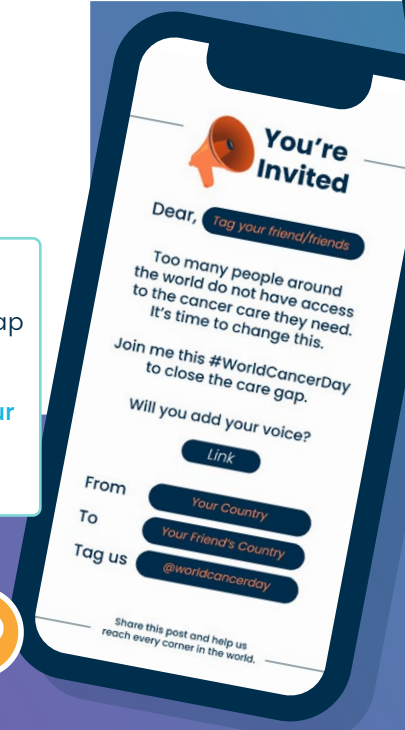 You're
Invited
Dear, Tag your friend/friends
Too many people around
the world do not have access
to the cancer care they need.
It's time to change this.
Join me this #WorldCancerDay
to close the care gap.
Will you add your voice?
Link
From Your Country
To Your Friend's Country
Tag us @worldcancerday
Share this post and help us
reach every corner in the world.